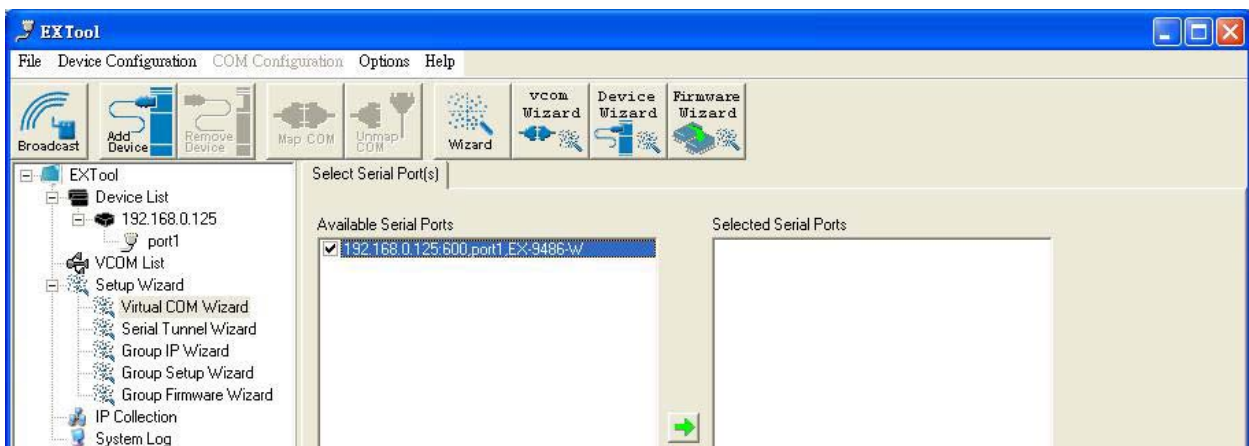 EXTool
File Device Configuration COM Configuration Options Help
Broadcast
Add Device
Remove Device
Map COM
Unmap COM
Wizard
vcom Wizard
Device Wizard
Firmware Wizard
EXTool
Device List
192.168.0.125
port1
VCOM List
Setup Wizard
Virtual COM Wizard
Serial Tunnel Wizard
Group IP Wizard
Group Setup Wizard
Group Firmware Wizard
IP Collection
System Log
Select Serial Port(s)
Available Serial Ports
192.168.0.125:600,port1,EX-9486-W
Selected Serial Ports